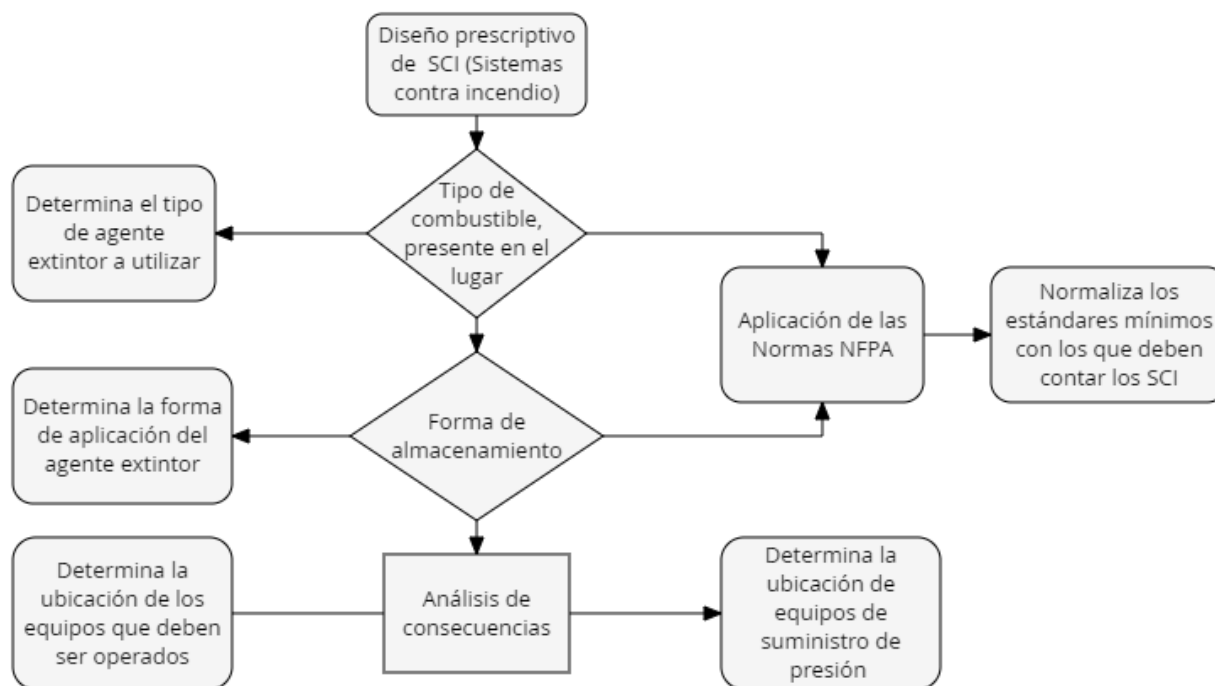 Diseño prescriptivo
de SCI (Sistemas
contra incendio)
Tipo de
combustible,
presente en el
lugar
Determina el tipo
de agente
extintor a utilizar
Aplicación de las
Normas NFPA
Normaliza los
estándares mínimos
con los que deben
contar los SCI
Forma de
almacenamiento
Determina la forma
de aplicación del
agente extintor
Análisis de
consecuencias
Determina la
ubicación de los
equipos que deben
ser operados
Determina la
ubicación de
equipos de
suministro de
presión